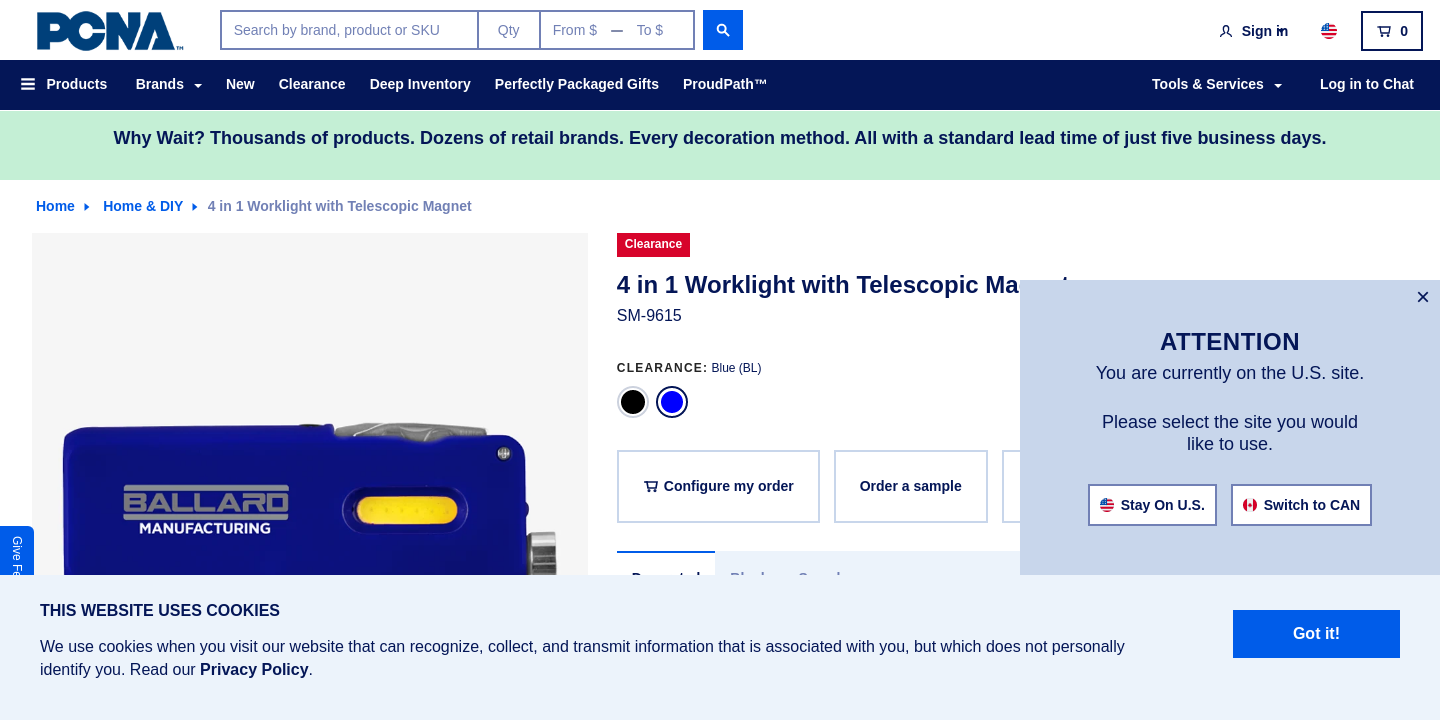 PCNA™
Search by brand, product or SKU
Qty
From $ — To $
Sign in
0
Products
Brands
New
Clearance
Deep Inventory
Perfectly Packaged Gifts
ProudPath™
Tools & Services
Log in to Chat
Why Wait? Thousands of products. Dozens of retail brands. Every decoration method. All with a standard lead time of just five business days.
Home
Home & DIY
4 in 1 Worklight with Telescopic Magnet
Clearance
4 in 1 Worklight with Telescopic
SM-9615
CLEARANCE: Blue (BL)
Configure my order
Order a sample
BALLARD
MANUFACTURING
Give
×
ATTENTION
You are currently on the U.S. site.
Please select the site you would
like to use.
Stay On U.S.
Switch to CAN
THIS WEBSITE USES COOKIES
We use cookies when you visit our website that can recognize, collect, and transmit information that is associated with you, but which does not personally
identify you. Read our Privacy Policy.
Got it!